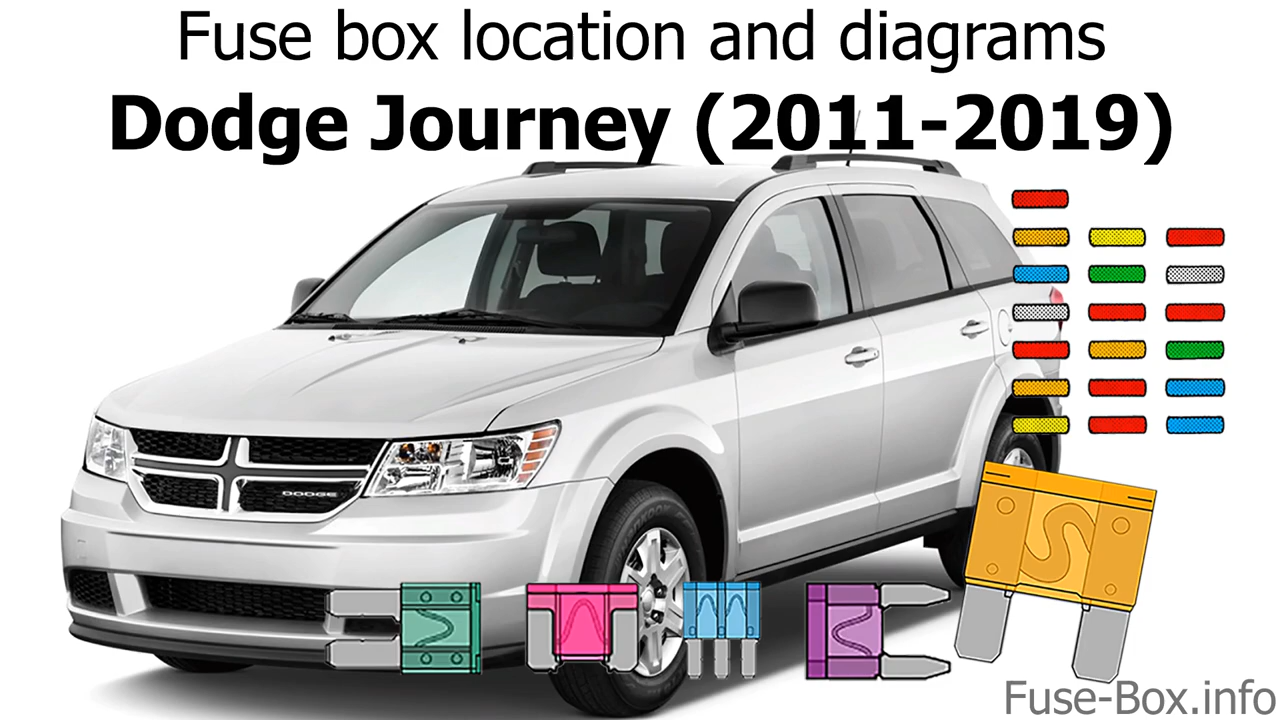 Fuse box location and diagrams
Dodge Journey (2011-2019)
DODGE
Fuse-Box.info